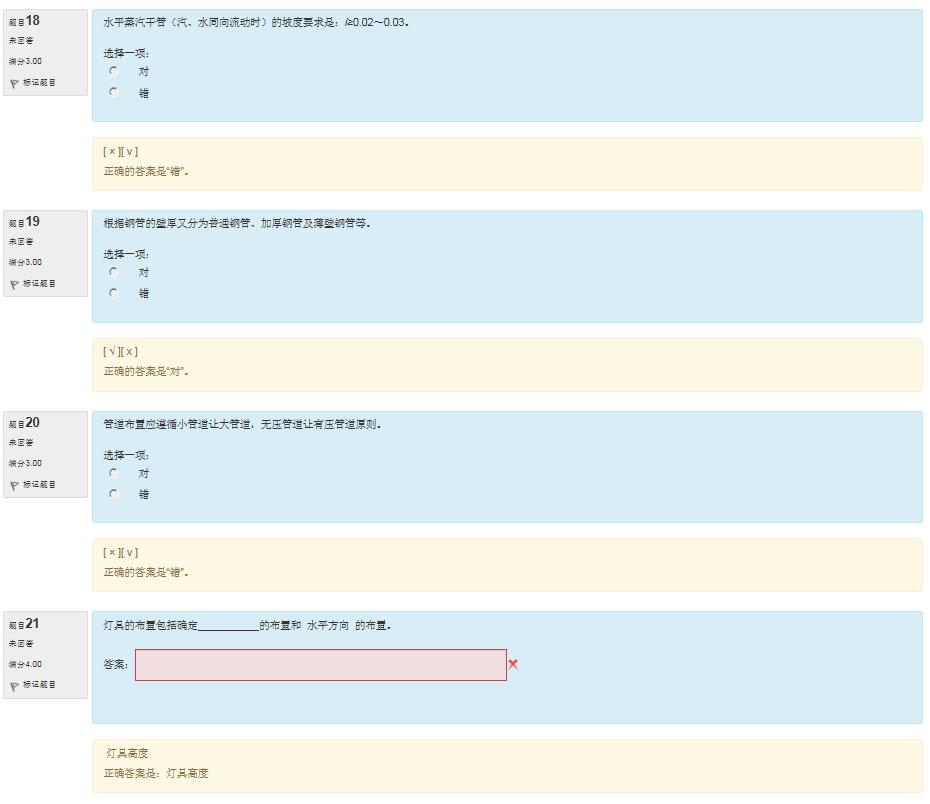 题目18
未回答
满分3.00
标记题目
水平蒸汽干管（汽、水同向流动时）的坡度要求是：i≥0.02～0.03。
选择一项：
对
错
[ × ][ v ]
正确的答案是“错”。
题目19
未回答
满分3.00
标记题目
根据钢管的壁厚又分为普通钢管、加厚钢管及薄壁钢管等。
选择一项：
对
错
[ √ ][ x ]
正确的答案是“对”。
题目20
未回答
满分3.00
标记题目
管道布置应遵循小管道让大管道，无压管道让有压管道原则。
选择一项：
对
错
[ × ][ v ]
正确的答案是“错”。
题目21
未回答
满分4.00
标记题目
灯具的布置包括确定___________的布置和 水平方向 的布置。
答案：
灯具高度
正确答案是：灯具高度